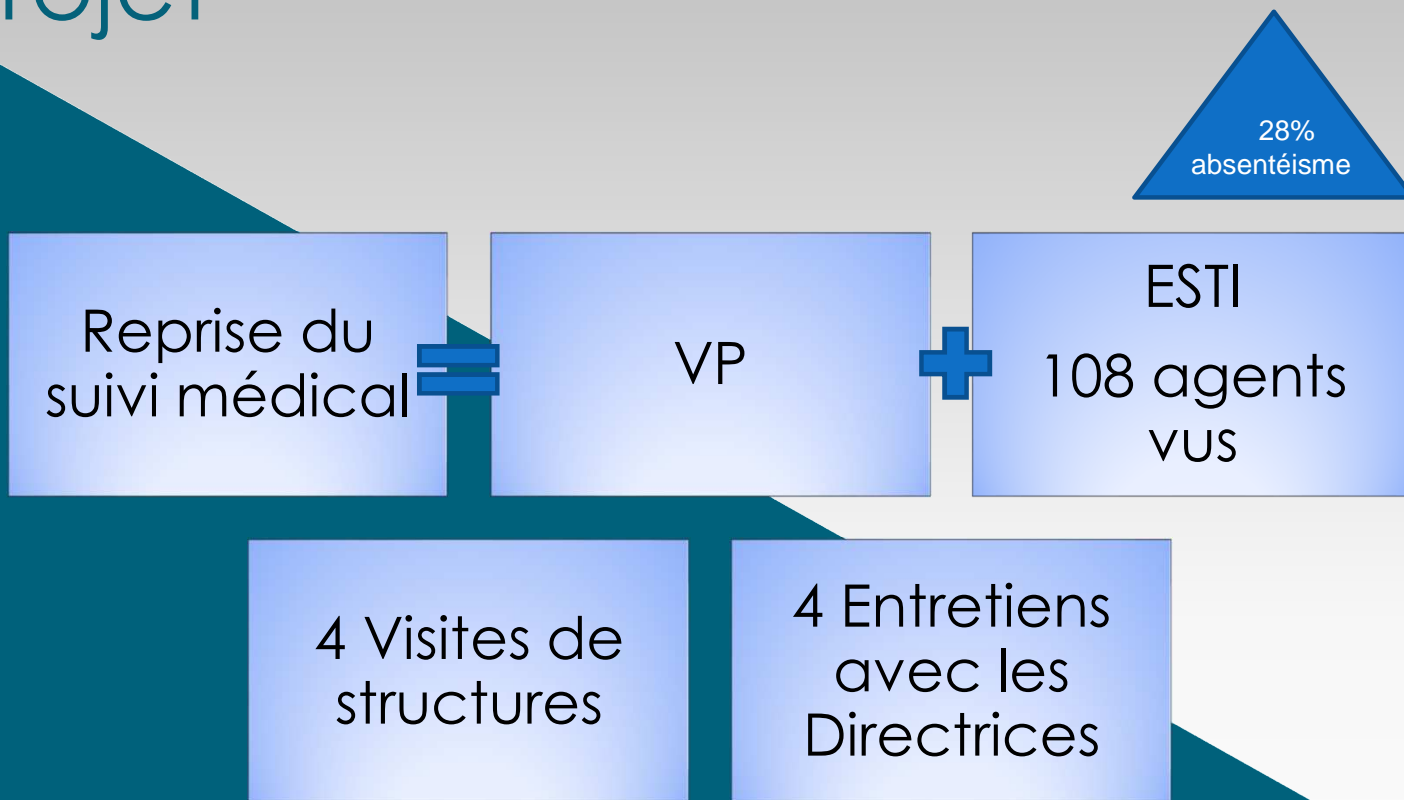 rojet
28%
absentéisme
Reprise du
suivi médical
VP
ESTI
108 agents
vus
4 Visites de
structures
4 Entretiens
avec les
Directrices